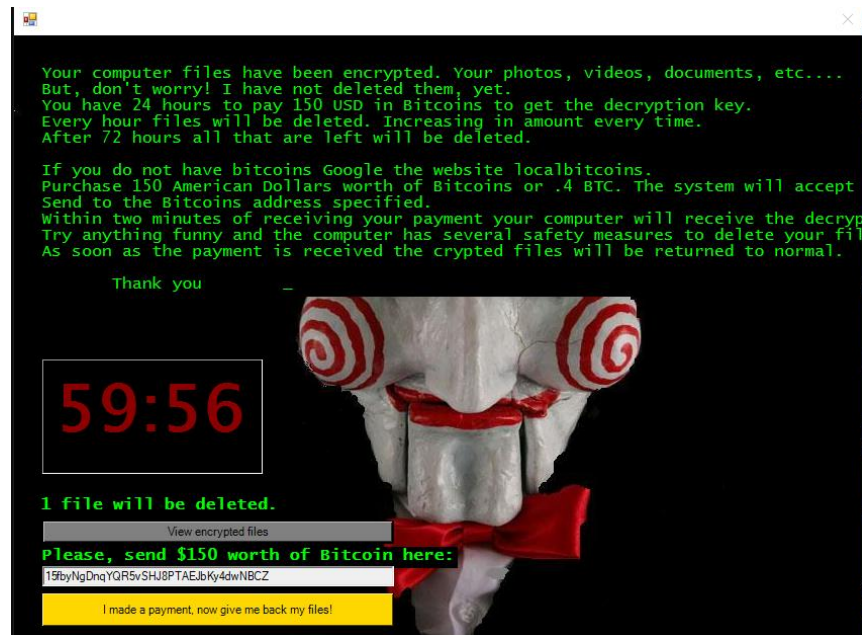 Your computer files have been encrypted. Your photos, videos, documents, etc....
But, don't worry! I have not deleted them, yet.
You have 24 hours to pay 150 USD in Bitcoins to get the decryption key.
Every hour files will be deleted. Increasing in amount every time.
After 72 hours all that are left will be deleted.
If you do not have bitcoins Google the website localbitcoins.
Purchase 150 American Dollars worth of Bitcoins or .4 BTC. The system will accept
Send to the Bitcoins address specified.
Within two minutes of receiving your payment your computer will receive the decryp
Try anything funny and the computer has several safety measures to delete your fil
As soon as the payment is received the crypted files will be returned to normal.
Thank you _
59:56
1 file will be deleted.
View encrypted files
Please, send $150 worth of Bitcoin here:
15fbyNgDnqYQR5vSHJ8PTAEJbKy4dwNBCZ
I made a payment, now give me back my files!